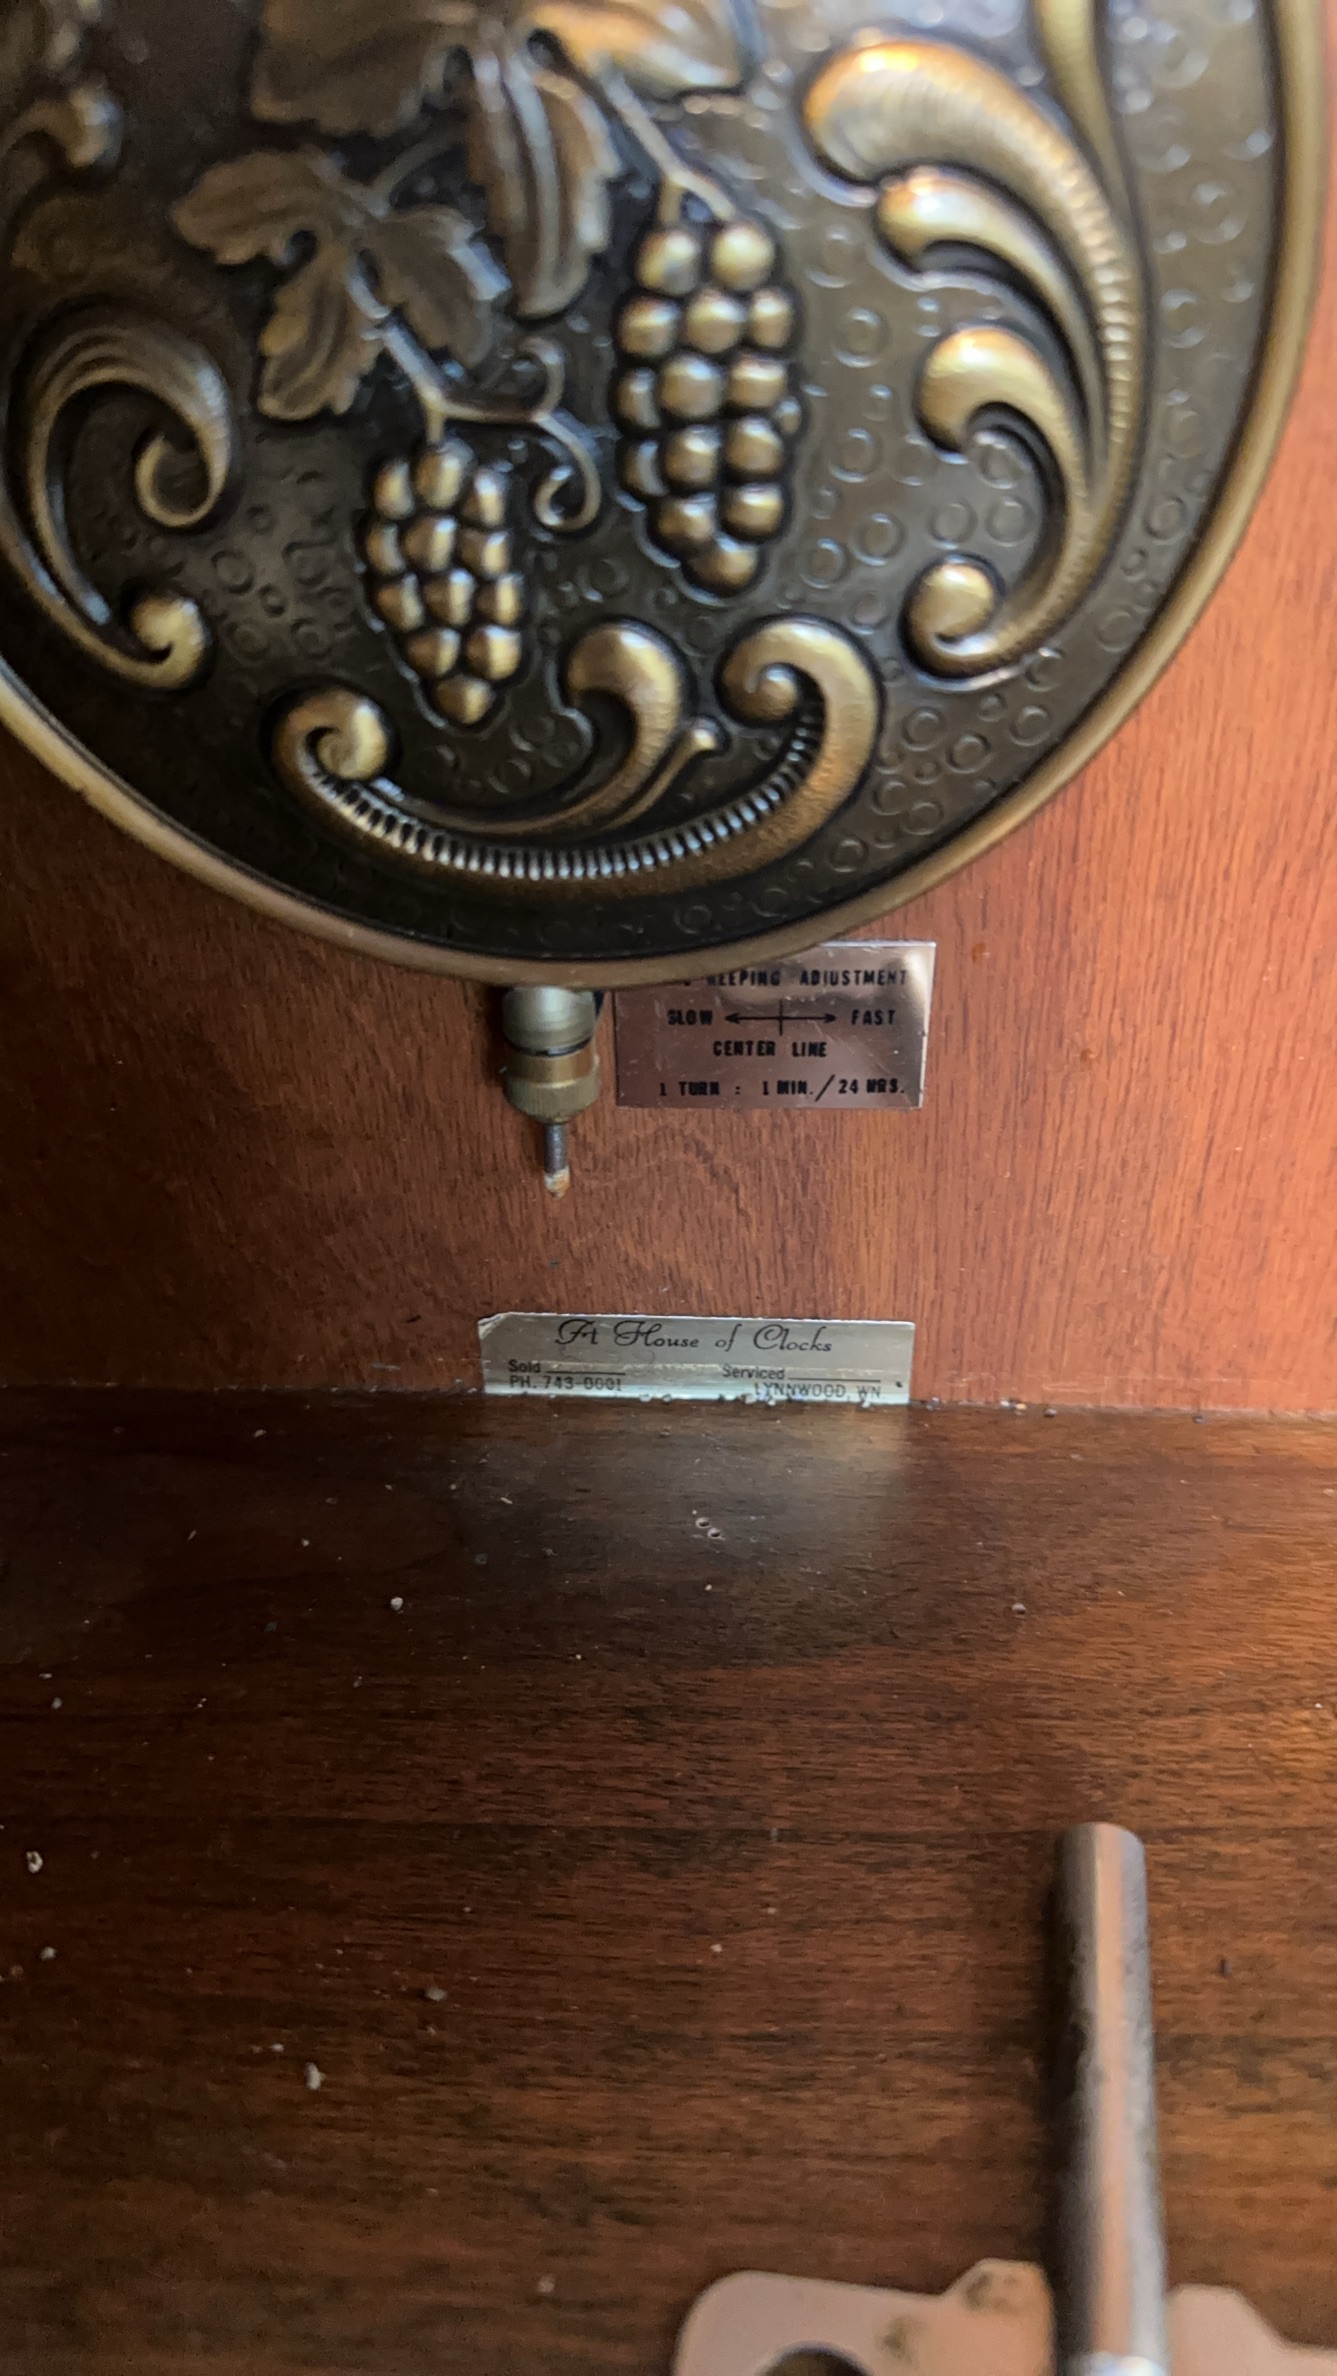 KEEPING ADJUSTMENT
SLOW FAST
CENTER LINE
1 TURN : 1 MIN./24 HRS.
House of Clocks
Sold Serviced
PH. 743-0001 LYNNWOOD, WN.